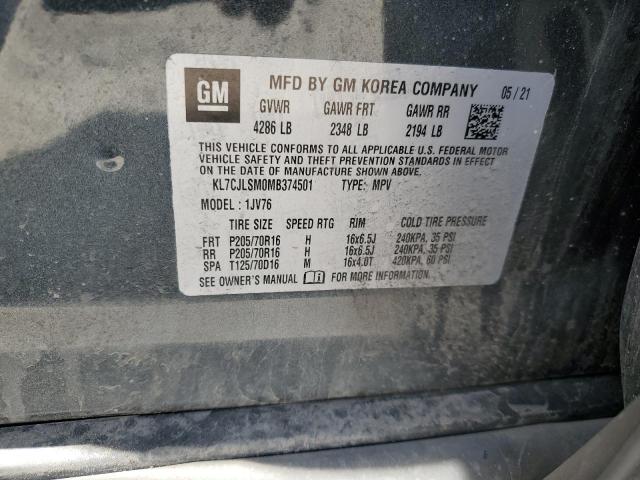 GM
MFD BY GM KOREA COMPANY 05/21
GVWR GAWR FRT GAWR RR
4286 LB 2348 LB 2194 LB
THIS VEHICLE CONFORMS TO ALL APPLICABLE U.S. FEDERAL MOTOR
VEHICLE SAFETY AND THEFT PREVENTION STANDARDS IN EFFECT
ON THE DATE OF MANUFACTURE SHOWN ABOVE.
KL7CJLSM0MB374501 TYPE: MPV
MODEL : 1JV76
TIRE SIZE SPEED RTG RIM COLD TIRE PRESSURE
FRT P205/70R16 H 16x6.5J 240KPA, 35 PSI
RR P205/70R16 H 16x6.5J 240KPA, 35 PSI
SPA T125/70D16 M 16x4.0T 420KPA, 60 PSI
SEE OWNER'S MANUAL FOR MORE INFORMATION.